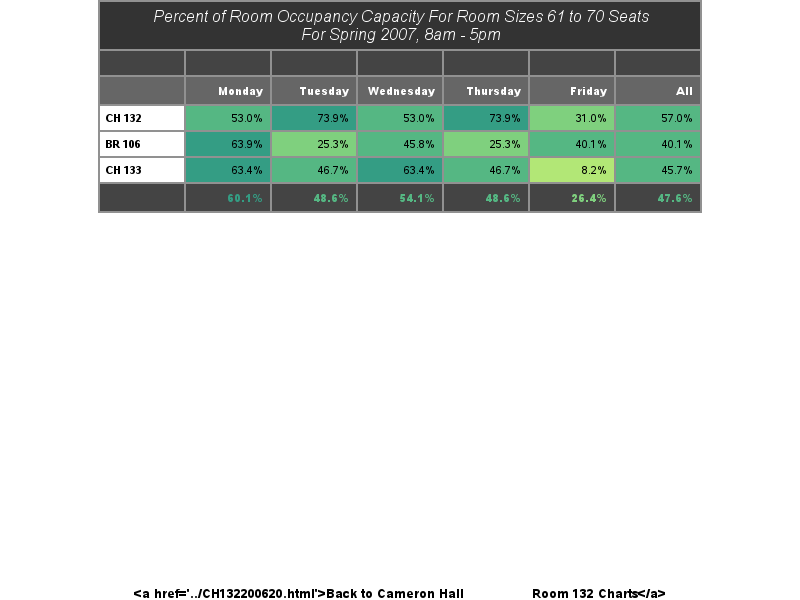 Percent of Room Occupancy Capacity For Room Sizes 61 to 70 Seats
For Spring 2007, 8am - 5pm
Monday Tuesday Wednesday Thursday Friday All
CH 132 53.0% 73.9% 53.0% 73.9% 31.0% 57.0%
BR 106 63.9% 25.3% 45.8% 25.3% 40.1% 40.1%
CH 133 63.4% 46.7% 63.4% 46.7% 8.2% 45.7%
60.1% 48.6% 54.1% 48.6% 26.4% 47.6%
<a href='../CH132200620.html'>Back to Cameron Hall Room 132 Charts</a>